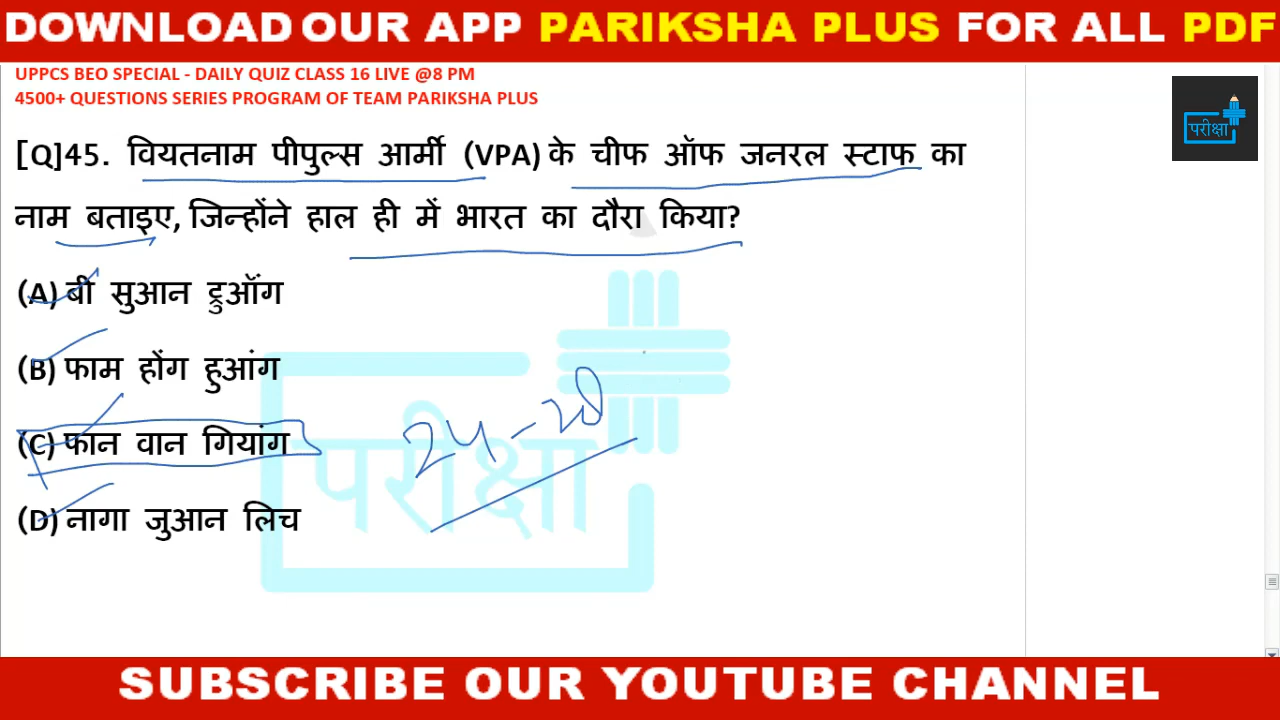 DOWNLOAD OUR APP PARIKSHA PLUS FOR ALL PDF
UPPCS BEO SPECIAL - DAILY QUIZ CLASS 16 LIVE @8 PM
4500+ QUESTIONS SERIES PROGRAM OF TEAM PARIKSHA PLUS
परीक्षा
[Q]45. वियतनाम पीपुल्स आर्मी (VPA) के चीफ ऑफ जनरल स्टाफ का
नाम बताइए, जिन्होंने हाल ही में भारत का दौरा किया?
(A) बी सुआन ट्रुऑंग
(B) फाम होंग हुआंग
(C) फान वान गियांग
(D) नागा जुआन लिच
परीक्षा
24-28
SUBSCRIBE OUR YOUTUBE CHANNEL